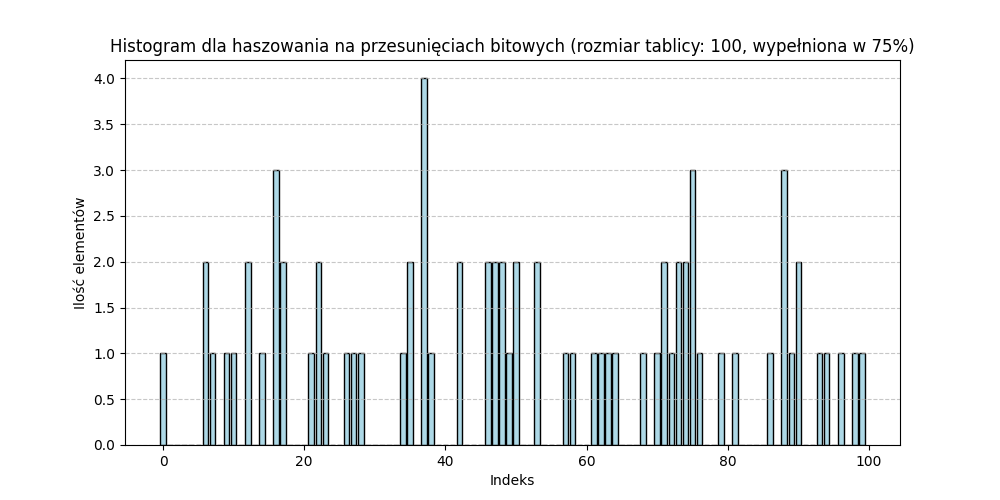 Histogram dla haszowania na przesunięciach bitowych (rozmiar tablicy: 100, wypełniona w 75%)
Ilość elementów
4.0
3.5
3.0
2.5
2.0
1.5
1.0
0.5
0.0
0 20 40 60 80 100
Indeks